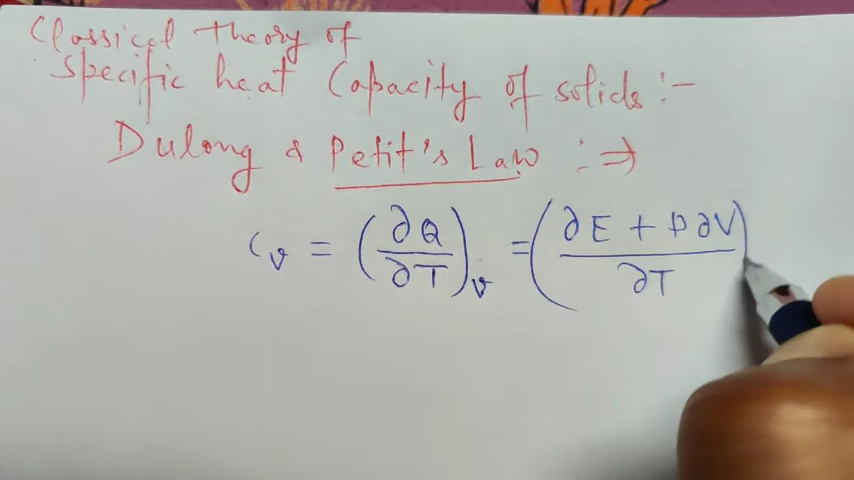 Classical Theory of
specific heat Capacity of solids :-
Dulong & Petit's Law :⇒
Cv = (∂Q/∂T)v = (∂E + P∂V/∂T)